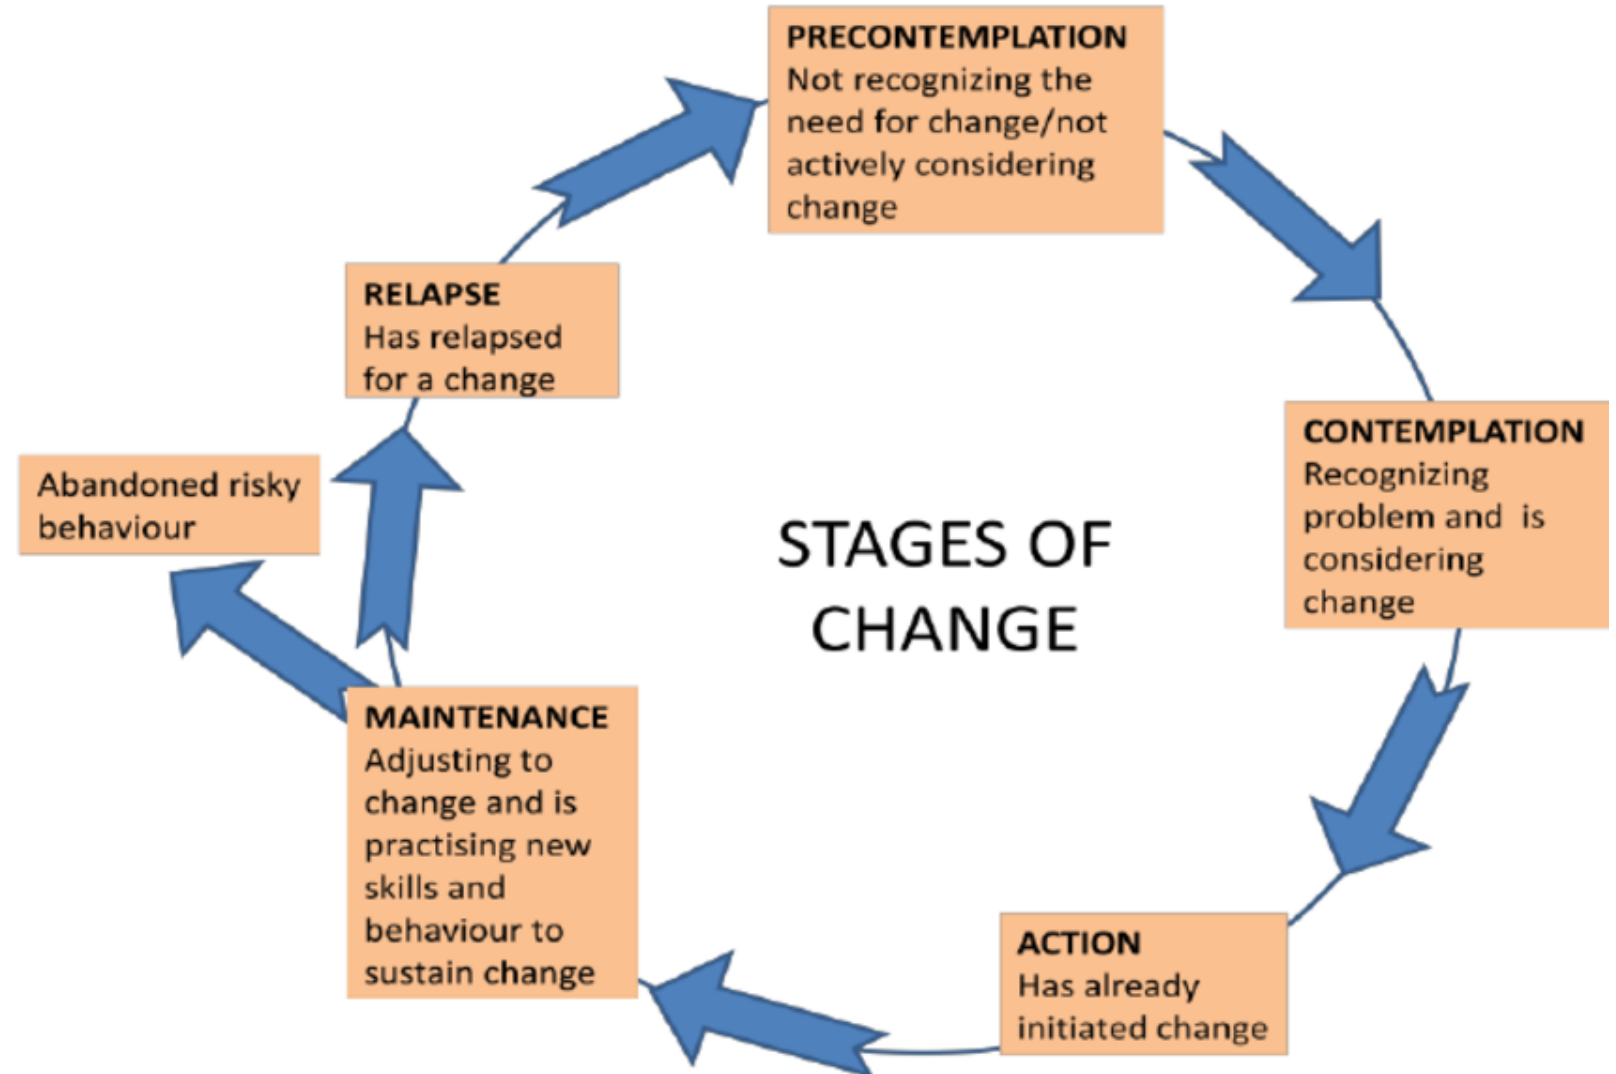 PRECONTEMPLATION
Not recognizing the
need for change/not
actively considering
change
RELAPSE
Has relapsed
for a change
CONTEMPLATION
Recognizing
problem and  is
considering
change
Abandoned risky
behaviour
STAGES OF
CHANGE
MAINTENANCE
Adjusting to
change and is
practising new
skills and
behaviour to
sustain change
ACTION
Has already
initiated change